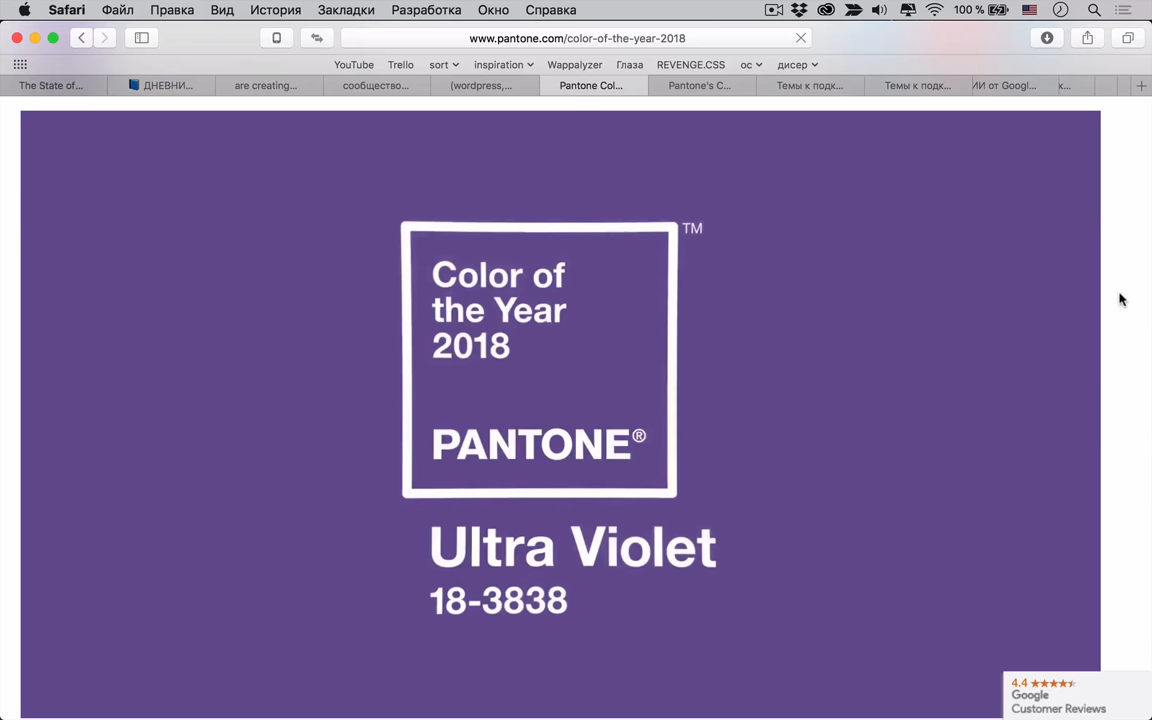 Safari Файл Правка Вид История Закладки Разработка Окно Справка 100 %
www.pantone.com/color-of-the-year-2018
YouTube Trello sort inspiration Wappalyzer Глаза REVENGE.CSS ос дисер
The State of... ДНЕВНИ... are creating... сообщество... (wordpress,... Pantone Col... Pantone's C... Темы к подк... Темы к подк... ИИ от Googl... к...
TM
Color of
the Year
2018
PANTONE®
Ultra Violet
18-3838
4.4
Google
Customer Reviews